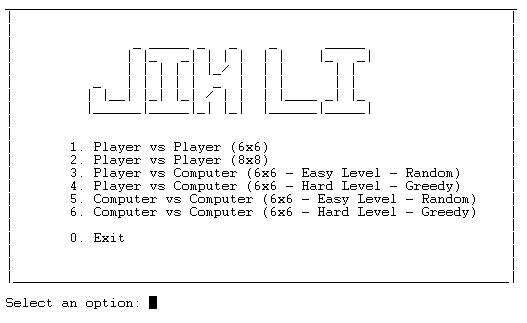 JIN LI
1. Player vs Player (6x6)
2. Player vs Player (8x8)
3. Player vs Computer (6x6 - Easy Level - Random)
4. Player vs Computer (6x6 - Hard Level - Greedy)
5. Computer vs Computer (6x6 - Easy Level - Random)
6. Computer vs Computer (6x6 - Hard Level - Greedy)
0. Exit
Select an option: